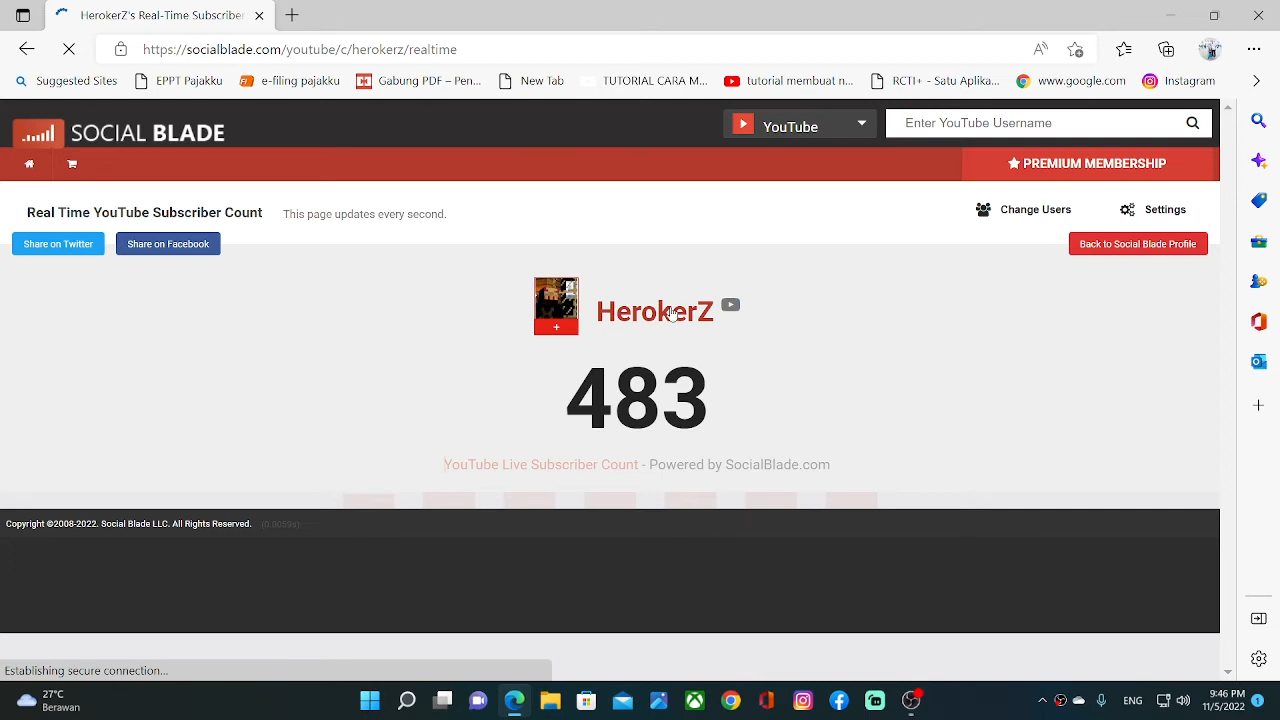 HerokerZ's Real-Time Subscriber
https://socialblade.com/youtube/c/herokerz/realtime
Suggested Sites
EPPT Pajakku
e-filing pajakku
Gabung PDF – Pen...
New Tab
TUTORIAL CARA M...
tutorial membuat n...
RCTI+ - Satu Aplika...
www.google.com
Instagram
SOCIAL BLADE
YouTube
Enter YouTube Username
PREMIUM MEMBERSHIP
Real Time YouTube Subscriber Count
This page updates every second.
Change Users
Settings
Share on Twitter
Share on Facebook
Back to Social Blade Profile
HerokerZ
483
YouTube Live Subscriber Count - Powered by SocialBlade.com
Copyright ©2008-2022. Social Blade LLC. All Rights Reserved. (0.0059s)
Establishing secure connection...
27°C
Berawan
ENG
9:46 PM
11/5/2022